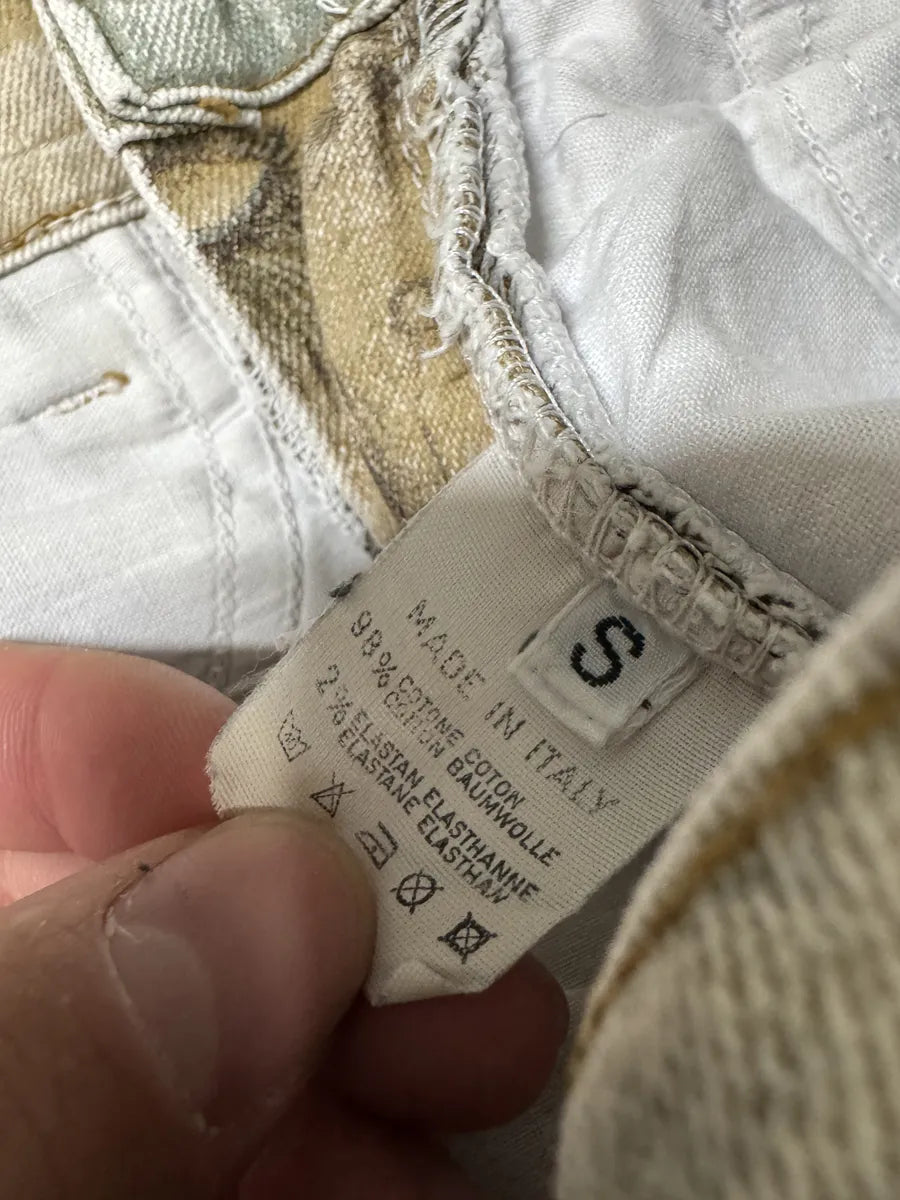 S
MADE IN ITALY
98% COTONE COTON
COTTON BAUMWOLLE
2% ELASTAN ELASTHANNE
ELASTANE ELASTHAN